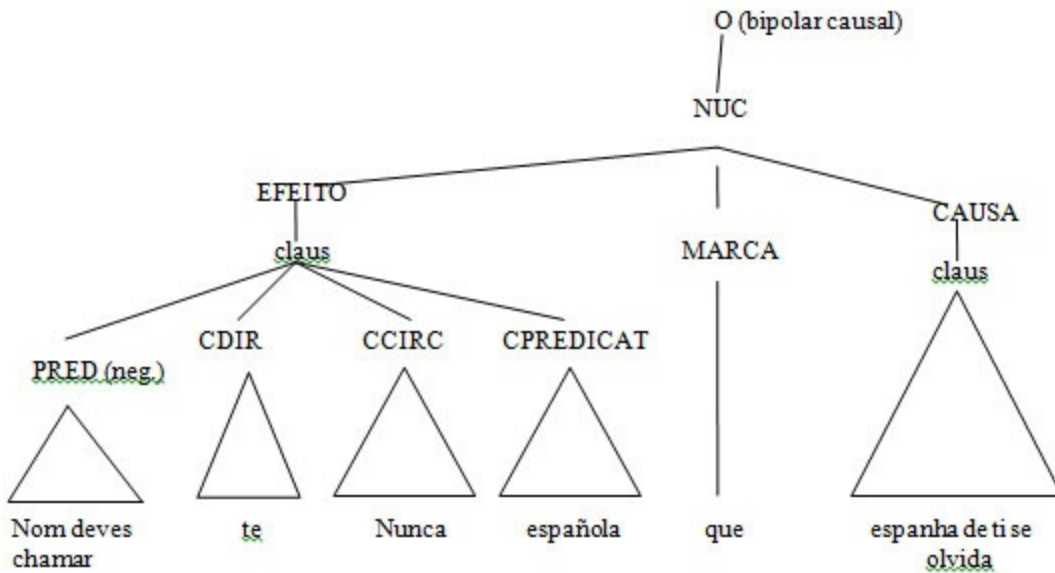 O (bipolar causal)
NUC
EFEITO
CAUSA
claus
MARCA
claus
CDIR
CCIRC
CPREDICAT
PRED (neg.)
Nom deves
chamar
te
Nunca
española
que
espanha de ti se
olvida